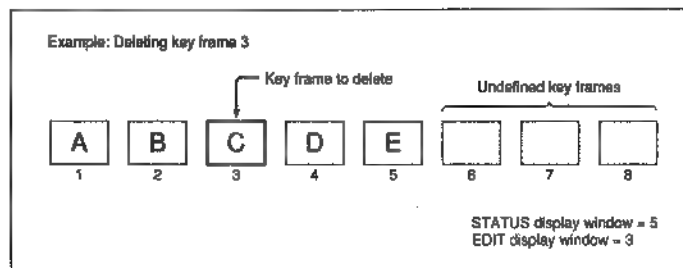 Example: Deleting key frame 3
Key frame to delete
Undefined key frames
A B C D E
1 2 3 4 5 6 7 8
STATUS display window = 5
EDIT display window = 3